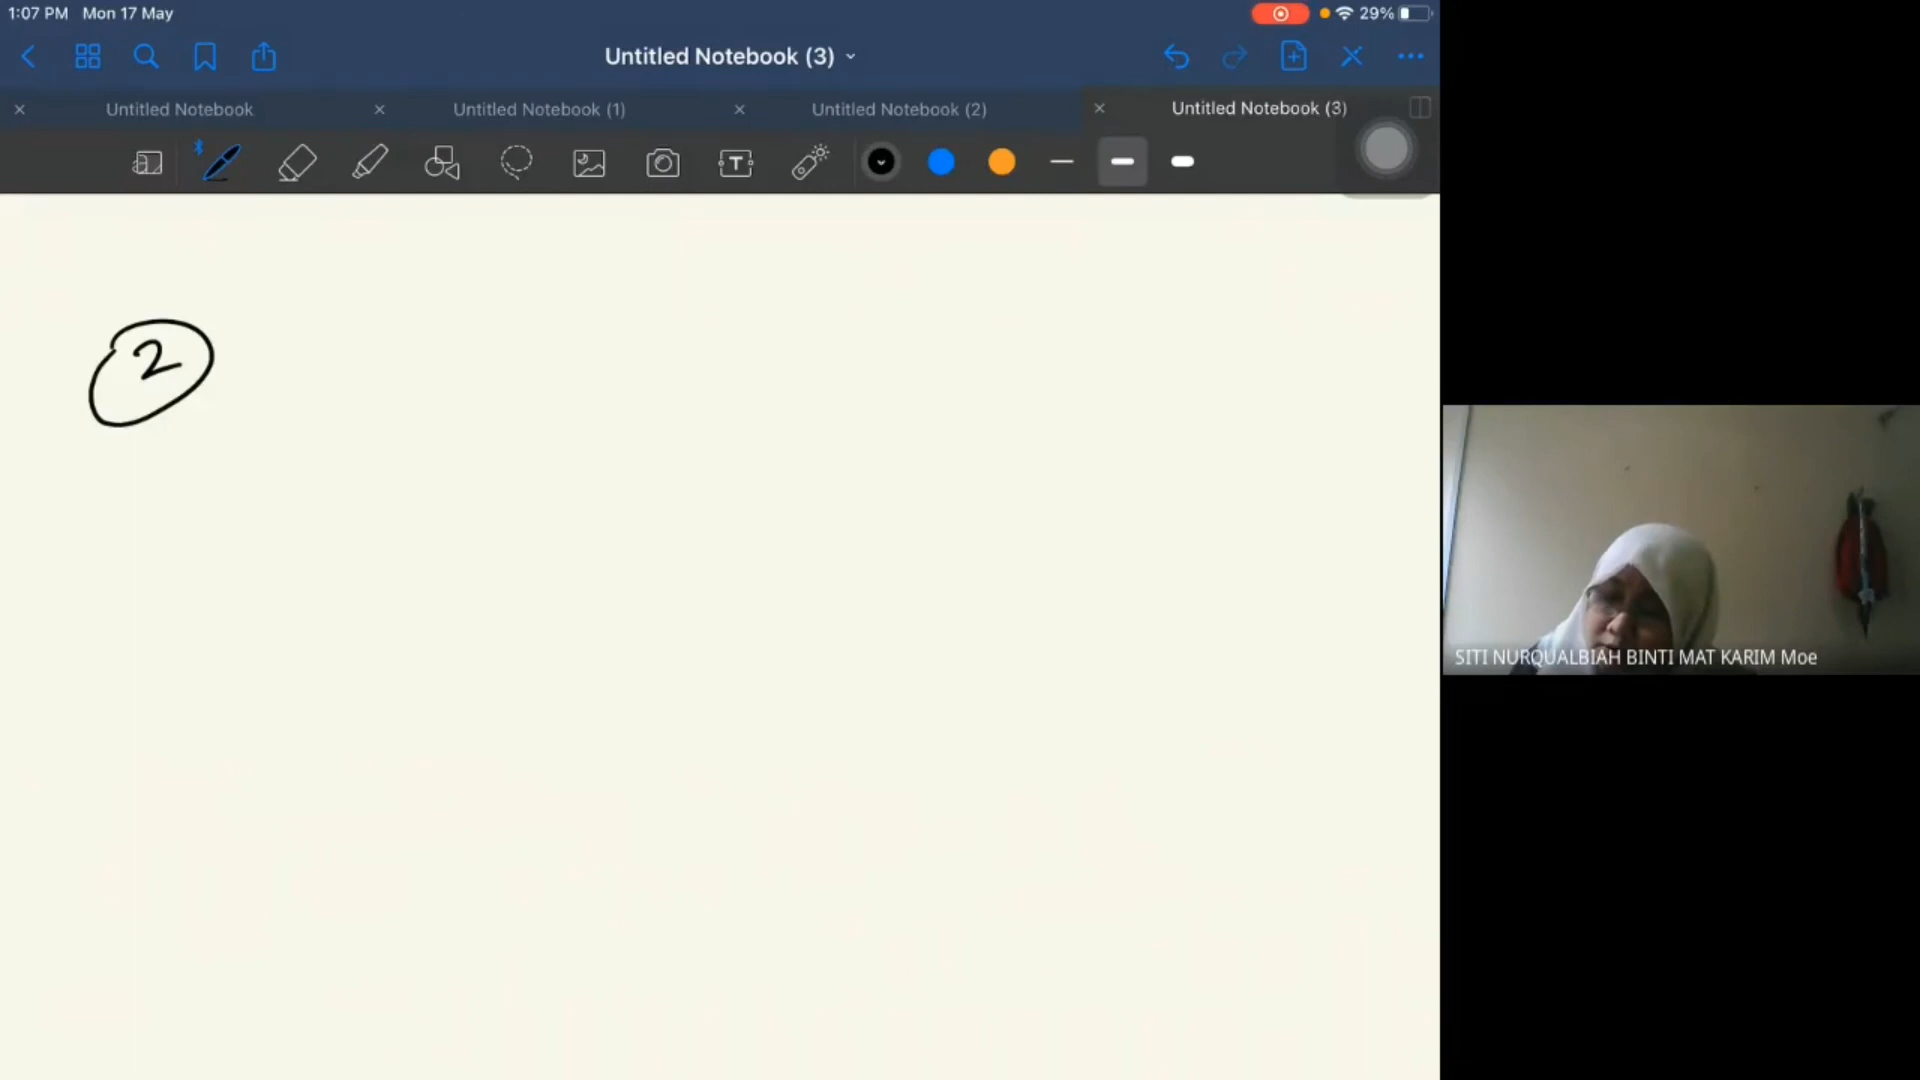 1:07 PM Mon 17 May
29%
Untitled Notebook (3)
Untitled Notebook
Untitled Notebook (1)
Untitled Notebook (2)
Untitled Notebook (3)
T
2
SITI NURQUALBIAH BINTI MAT KARIM Moe